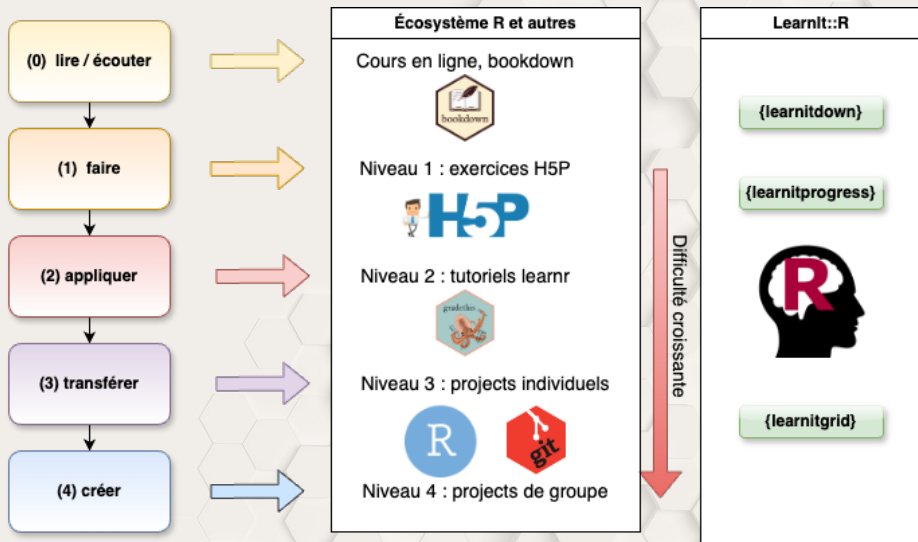 (0) lire / écouter
(1) faire
(2) appliquer
(3) transférer
(4) créer
Écosystème R et autres
Cours en ligne, bookdown
bookdown
Niveau 1 : exercices H5P
H5P
Niveau 2 : tutoriels learnr
gradethis
Niveau 3 : projects individuels
R
git
Niveau 4 : projects de groupe
Difficulté croissante
LearnIt::R
{learnitdown}
{learnitprogress}
R
{learnitgrid}